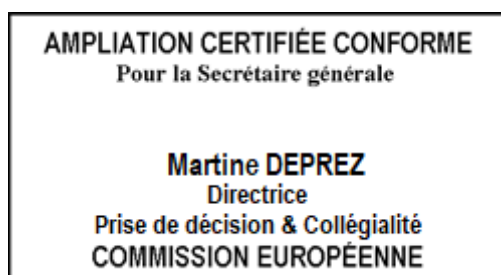 AMPLIATION CERTIFIÉE CONFORME
Pour la Secrétaire générale
Martine DEPREZ
Directrice
Prise de décision & Collégialité
COMMISSION EUROPÉENNE